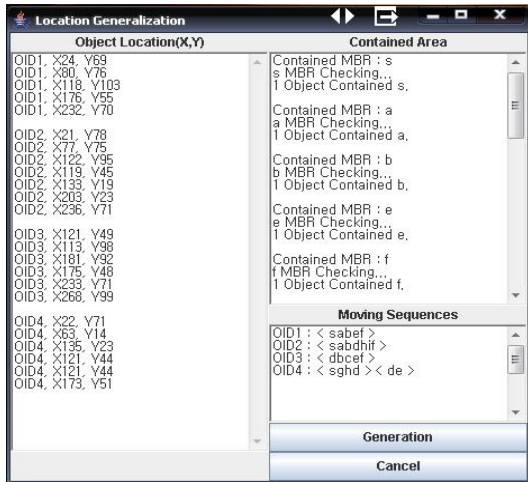 Location Generalization
Object Location(X,Y)
OID1, X24, Y69
OID1, X80, Y76
OID1, X118, Y103
OID1, X176, Y55
OID1, X232, Y70
OID2, X21, Y78
OID2, X77, Y75
OID2, X122, Y95
OID2, X119, Y45
OID2, X133, Y19
OID2, X203, Y23
OID2, X236, Y71
OID3, X121, Y49
OID3, X113, Y98
OID3, X181, Y92
OID3, X175, Y48
OID3, X233, Y71
OID3, X268, Y99
OID4, X22, Y71
OID4, X63, Y14
OID4, X135, Y23
OID4, X121, Y44
OID4, X121, Y44
OID4, X173, Y51
Contained Area
Contained MBR : s
s MBR Checking...
1 Object Contained s.
Contained MBR : a
a MBR Checking...
1 Object Contained a.
Contained MBR : b
b MBR Checking...
1 Object Contained b.
Contained MBR : e
e MBR Checking...
1 Object Contained e.
Contained MBR : f
f MBR Checking...
1 Object Contained f.
Moving Sequences
OID1 : < sabef >
OID2 : < sabdhif >
OID3 : < dbcef >
OID4 : < sghd > < de >
Generation
Cancel